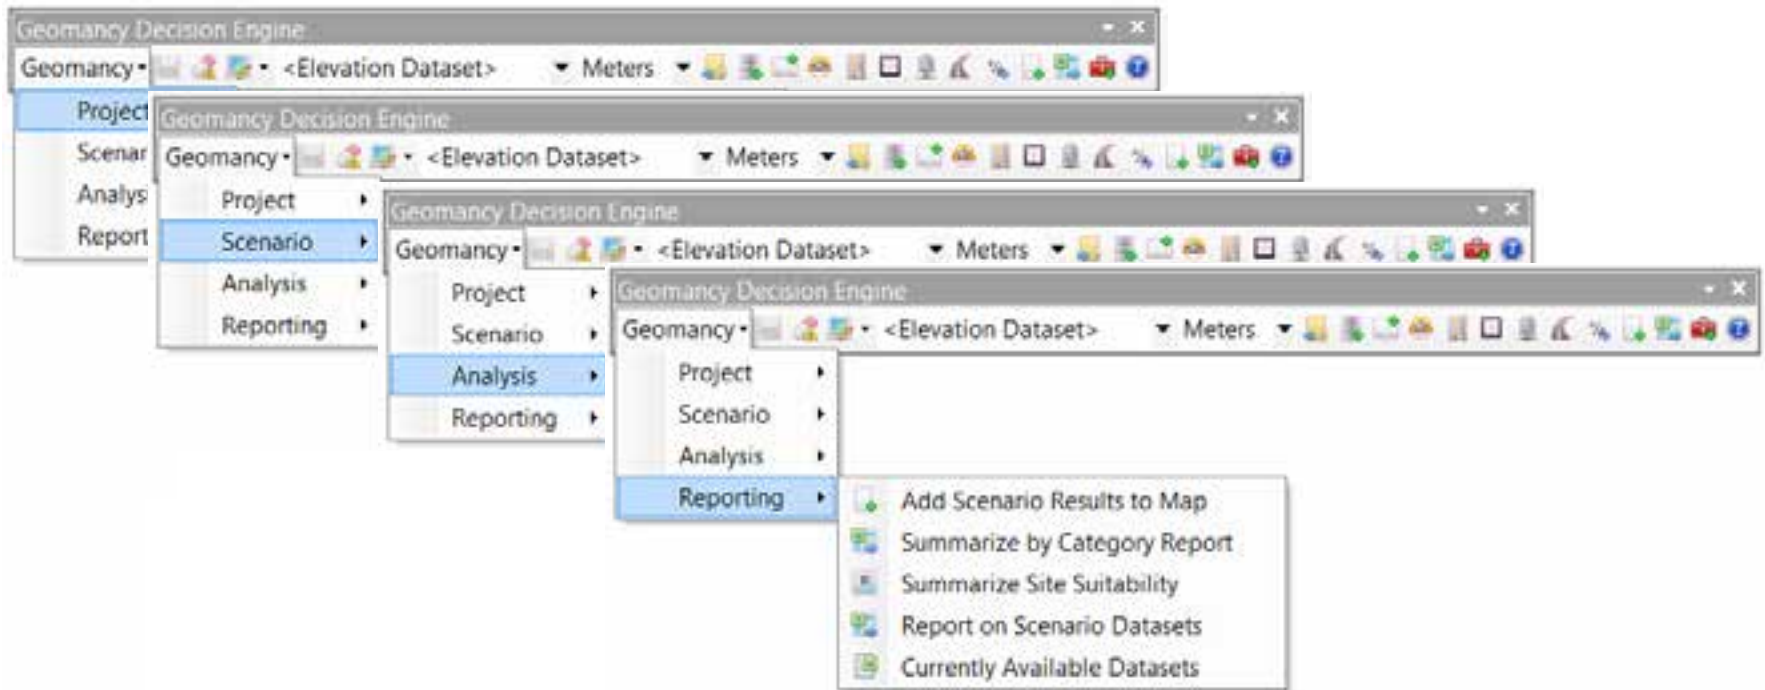 Geomancy Decision Engine
Geomancy <Elevation Dataset> Meters
Project
Scenar
Analys
Report
Geomancy Decision Engine
Geomancy <Elevation Dataset> Meters
Project
Scenario
Analysis
Reporting
Geomancy Decision Engine
Geomancy <Elevation Dataset> Meters
Project
Scenario
Analysis
Reporting
Geomancy Decision Engine
Geomancy <Elevation Dataset> Meters
Project
Scenario
Analysis
Reporting
Add Scenario Results to Map
Summarize by Category Report
Summarize Site Suitability
Report on Scenario Datasets
Currently Available Datasets